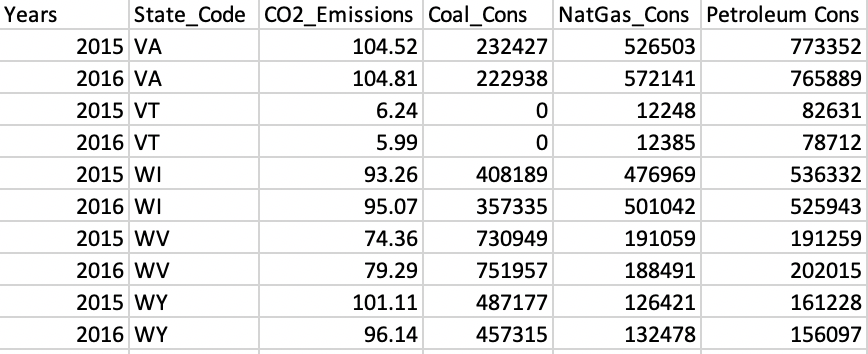 Years State_Code CO2_Emissions Coal_Cons NatGas_Cons Petroleum Cons
2015 VA 104.52 232427 526503 773352
2016 VA 104.81 222938 572141 765889
2015 VT 6.24 0 12248 82631
2016 VT 5.99 0 12385 78712
2015 WI 93.26 408189 476969 536332
2016 WI 95.07 357335 501042 525943
2015 WV 74.36 730949 191059 191259
2016 WV 79.29 751957 188491 202015
2015 WY 101.11 487177 126421 161228
2016 WY 96.14 457315 132478 156097